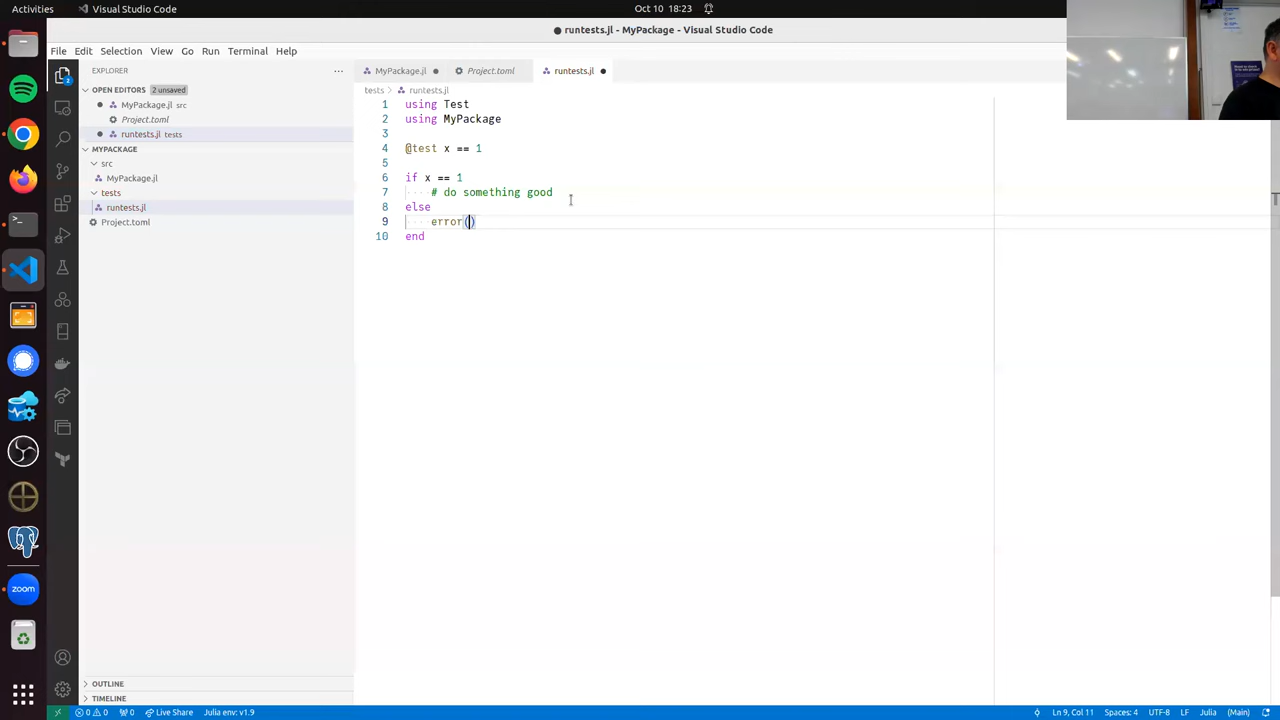 Activities
Visual Studio Code
Oct 10 18:23
runtests.jl - MyPackage - Visual Studio Code
File Edit Selection View Go Run Terminal Help
EXPLORER
OPEN EDITORS 2 unsaved
MyPackage.jl src
Project.toml
runtests.jl tests
MYPACKAGE
src
MyPackage.jl
tests
runtests.jl
Project.toml
OUTLINE
TIMELINE
MyPackage.jl
Project.toml
runtests.jl
tests > runtests.jl
1 using Test
2 using MyPackage
3
4 @test x == 1
5
6 if x == 1
7 # do something good
8 else
9 error()
10 end
2
zoom
0 0 0 Live Share Julia env: v1.9
Ln 9, Col 11 Spaces: 4 UTF-8 LF Julia (Main)